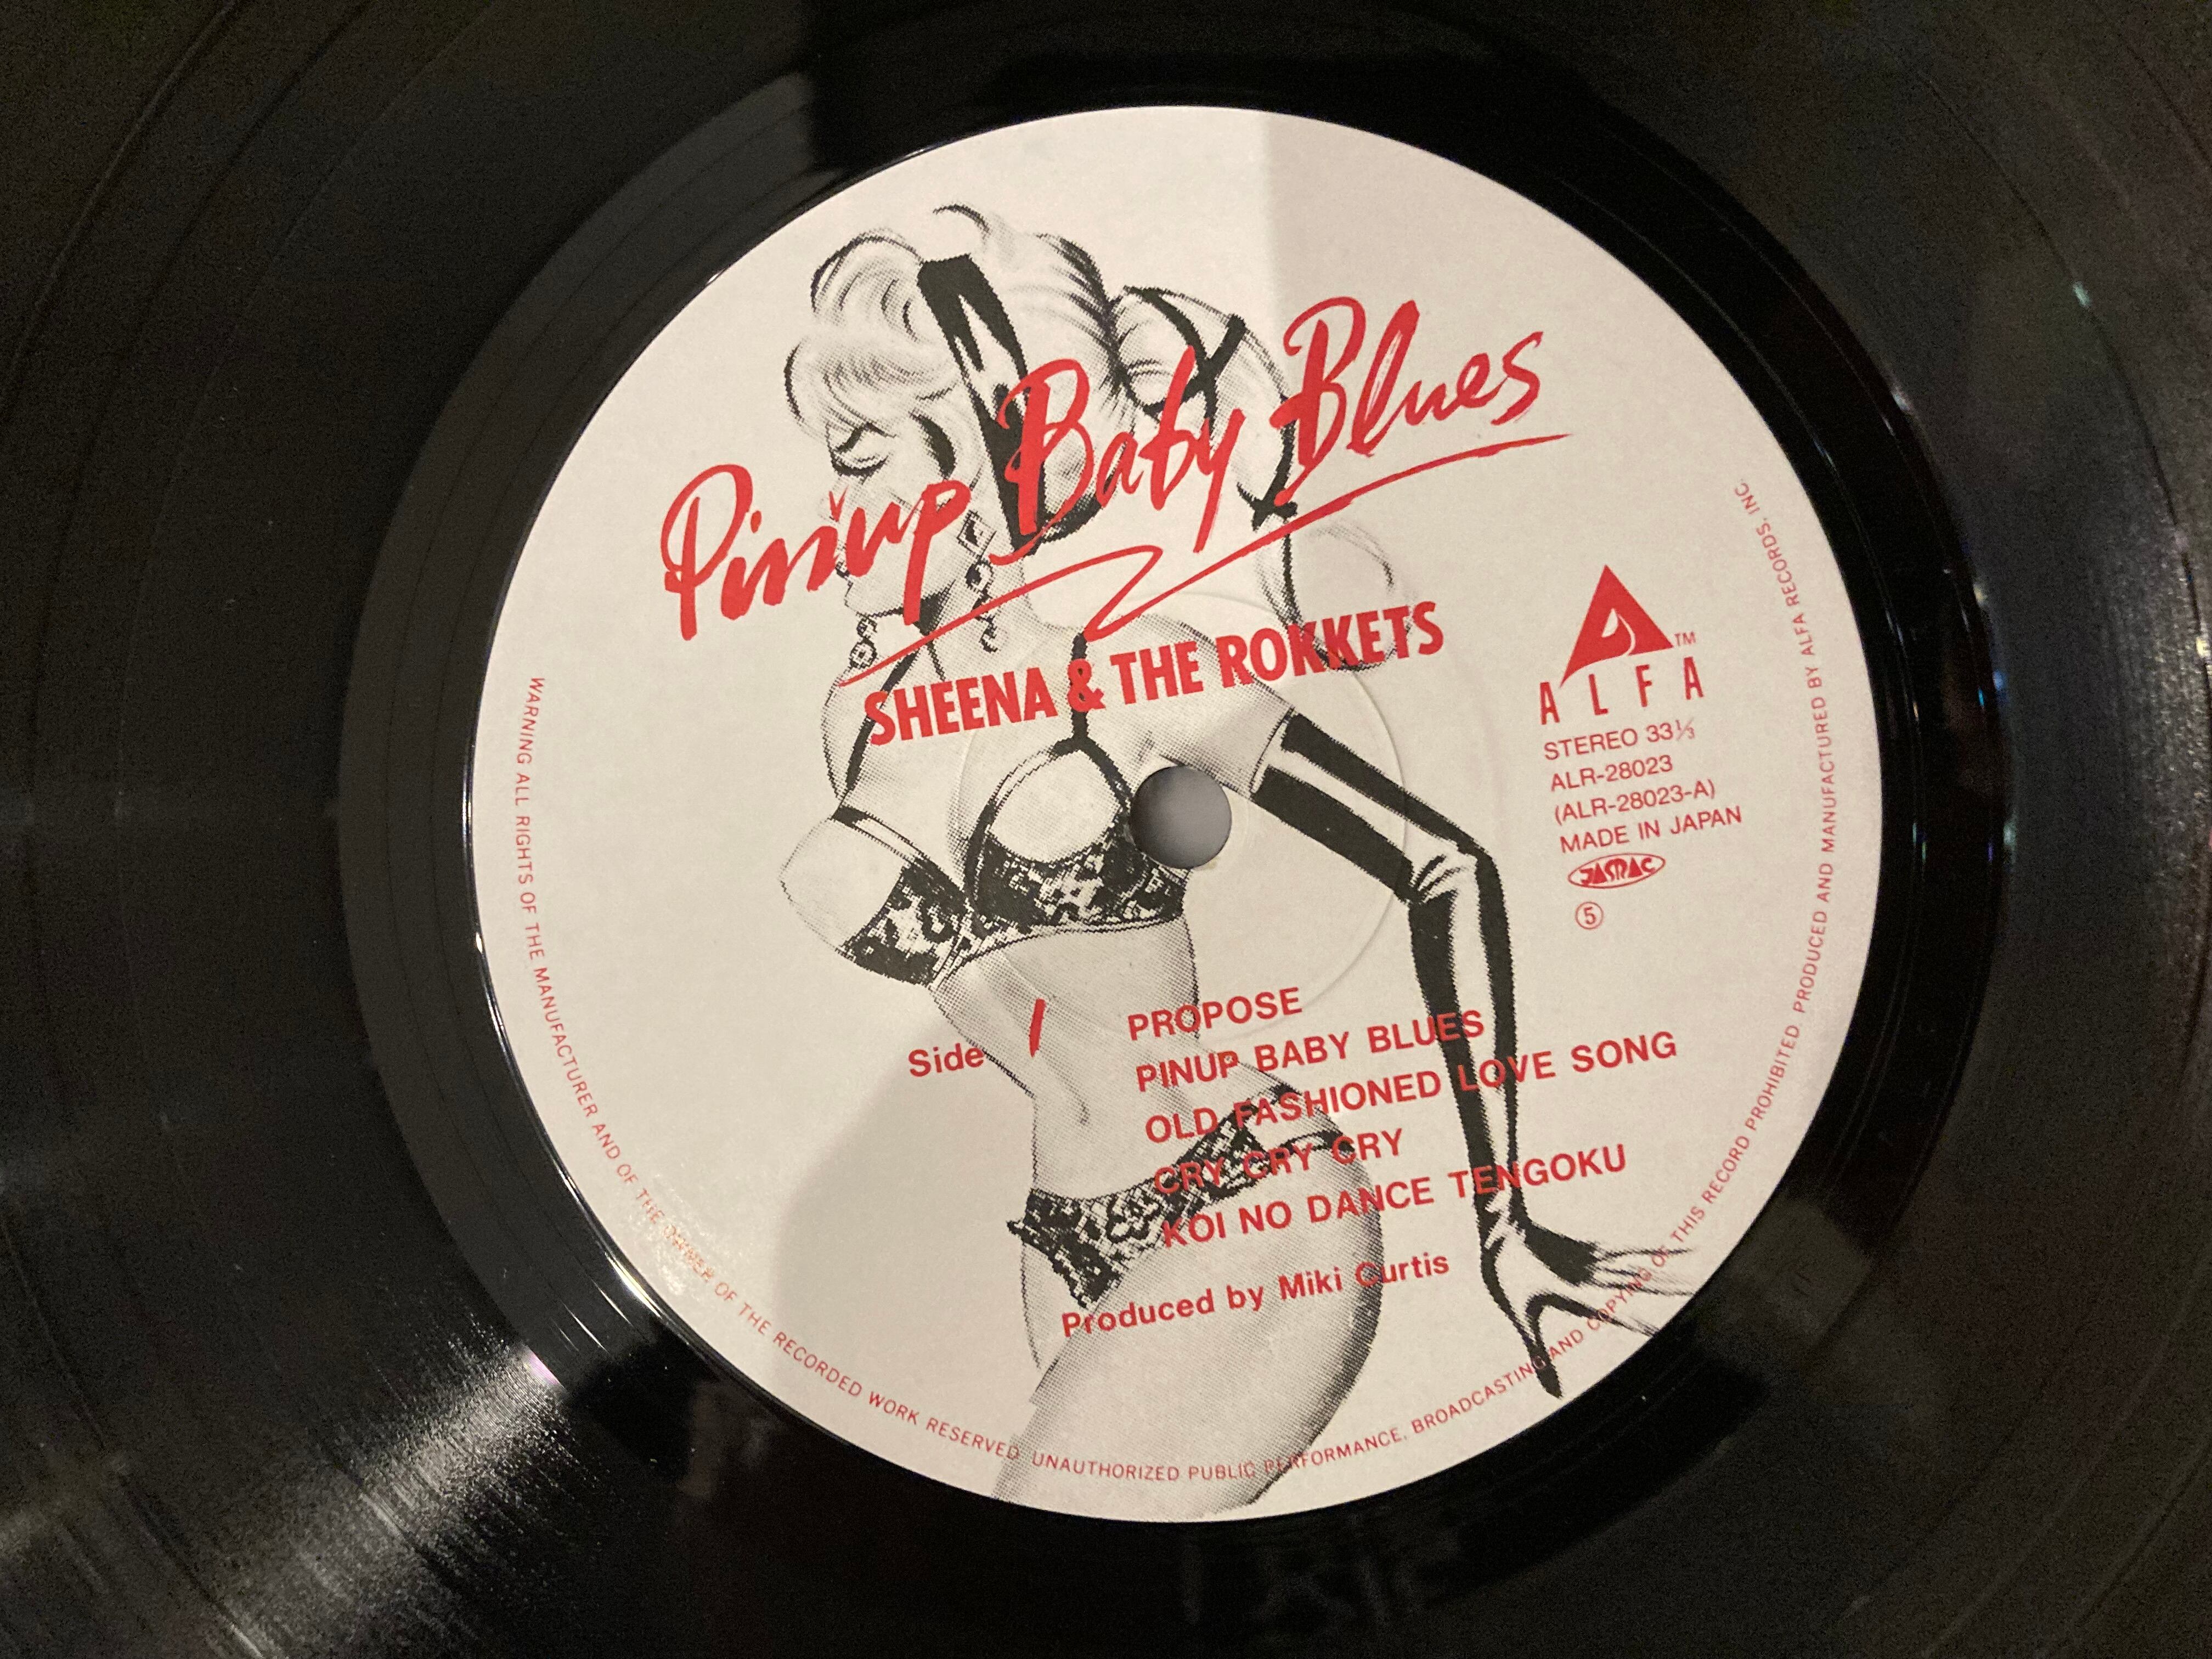 Pinup Baby Blues
SHEENA & THE ROKKETS
TM
ALFA
STEREO 33⅓
ALR-28023
(ALR-28023-A)
MADE IN JAPAN
JASRAC
⑤
Side 1
PROPOSE
PINUP BABY BLUES
OLD FASHIONED LOVE SONG
CRY CRY CRY
KOI NO DANCE TENGOKU
Produced by Miki Curtis
WARNING ALL RIGHTS OF THE MANUFACTURER AND OF THE OWNER OF THE RECORDED WORK RESERVED. UNAUTHORIZED PUBLIC PERFORMANCE, BROADCASTING AND COPYING OF THIS RECORD PROHIBITED. PRODUCED AND MANUFACTURED BY ALFA RECORDS, INC.